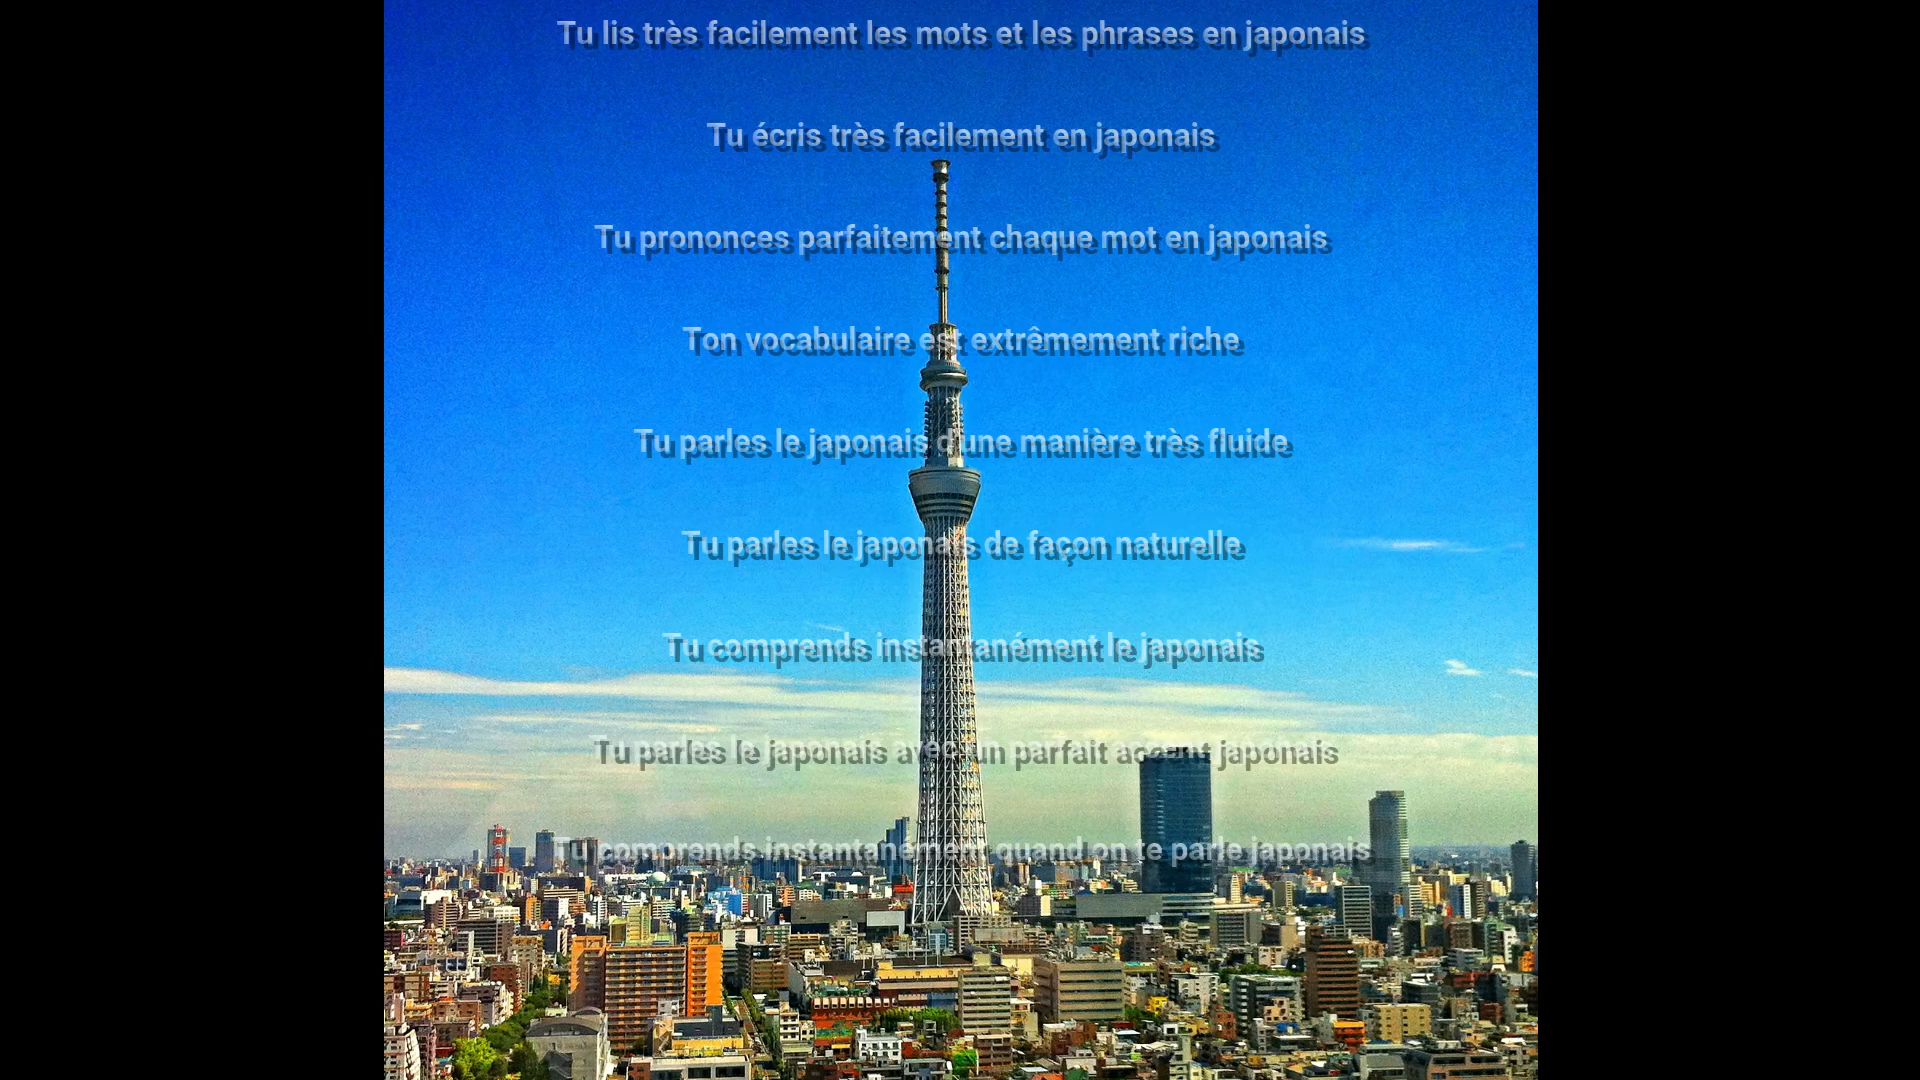 Tu lis très facilement les mots et les phrases en japonais
Tu écris très facilement en japonais
Tu prononces parfaitement chaque mot en japonais
Ton vocabulaire est extrêmement riche
Tu parles le japonais d'une manière très fluide
Tu parles le japonais de façon naturelle
Tu comprends instantanément le japonais
Tu parles le japonais avec un parfait accent japonais
Tu comprends instantanément quand on te parle japonais